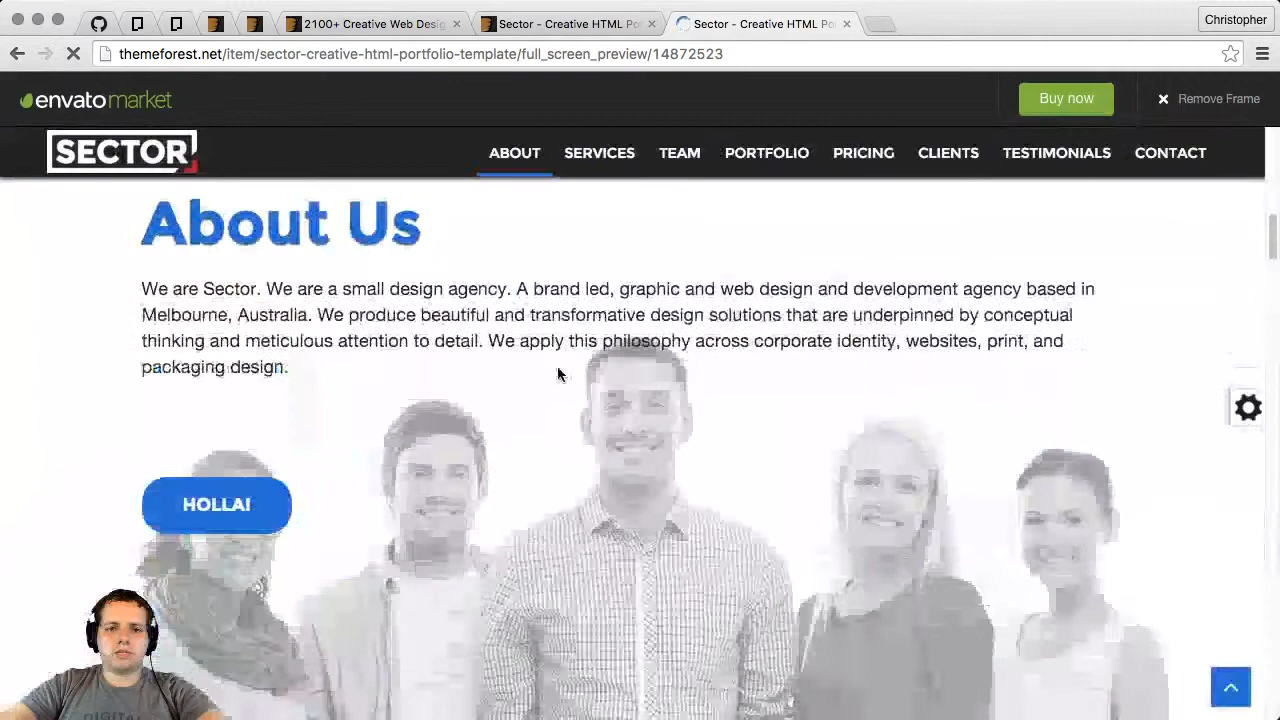 2100+ Creative Web Desig
Sector - Creative HTML Po
Sector - Creative HTML Po
Christopher
themeforest.net/item/sector-creative-html-portfolio-template/full_screen_preview/14872523
envatomarket
Buy now
Remove Frame
SECTOR
ABOUT SERVICES TEAM PORTFOLIO PRICING CLIENTS TESTIMONIALS CONTACT
About Us
We are Sector. We are a small design agency. A brand led, graphic and web design and development agency based in
Melbourne, Australia. We produce beautiful and transformative design solutions that are underpinned by conceptual
thinking and meticulous attention to detail. We apply this philosophy across corporate identity, websites, print, and
packaging design.
HOLLA!
DIGITAL